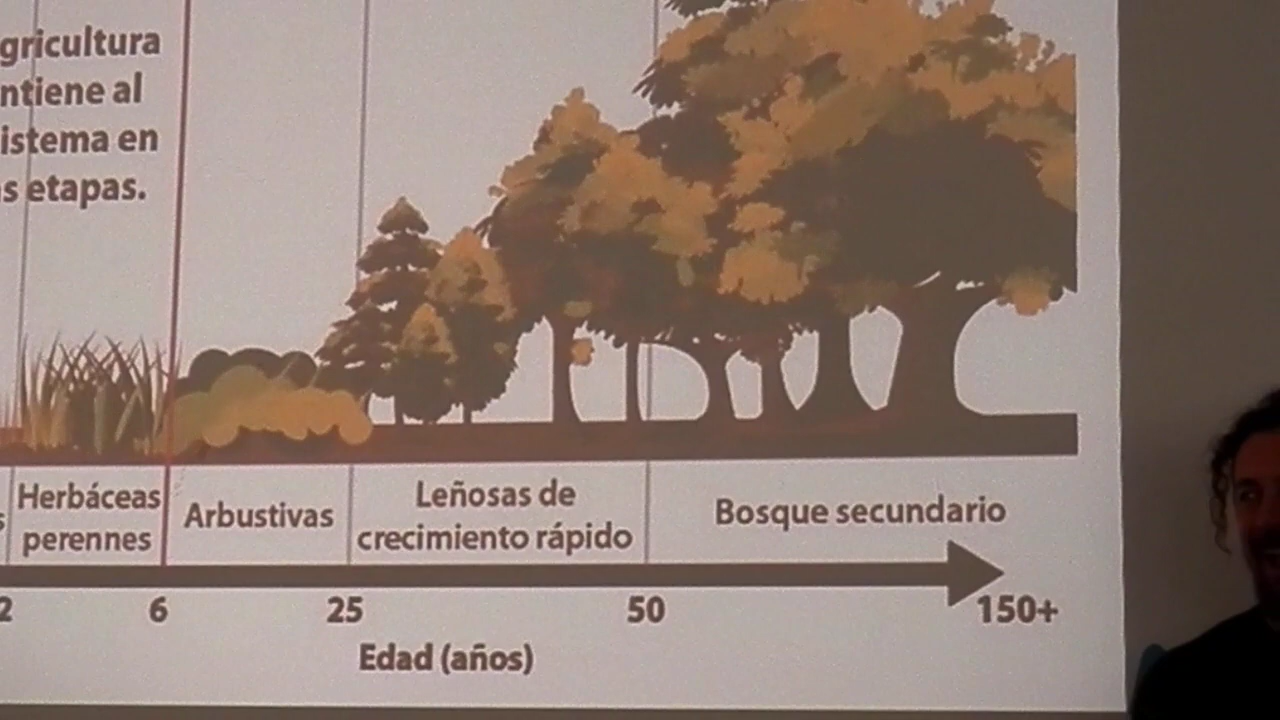 gricultura
ntiene al
istema en
s etapas.
s
Herbáceas
perennes
Arbustivas
Leñosas de
crecimiento rápido
Bosque secundario
2
6
25
50
150+
Edad (años)